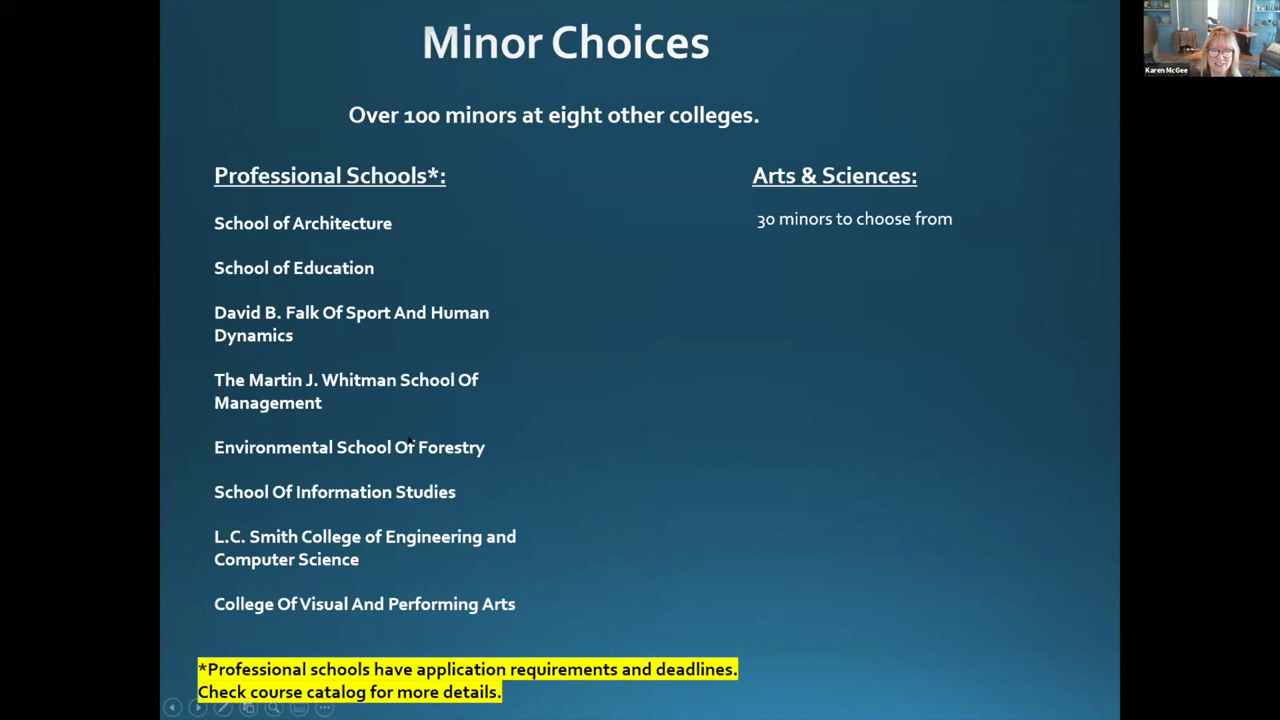 Minor Choices
Over 100 minors at eight other colleges.
Professional Schools*:
School of Architecture
School of Education
David B. Falk Of Sport And Human
Dynamics
The Martin J. Whitman School Of
Management
Environmental School Of Forestry
School Of Information Studies
L.C. Smith College of Engineering and
Computer Science
College Of Visual And Performing Arts
*Professional schools have application requirements and deadlines.
Check course catalog for more details.
Arts & Sciences:
30 minors to choose from
Karen McGee